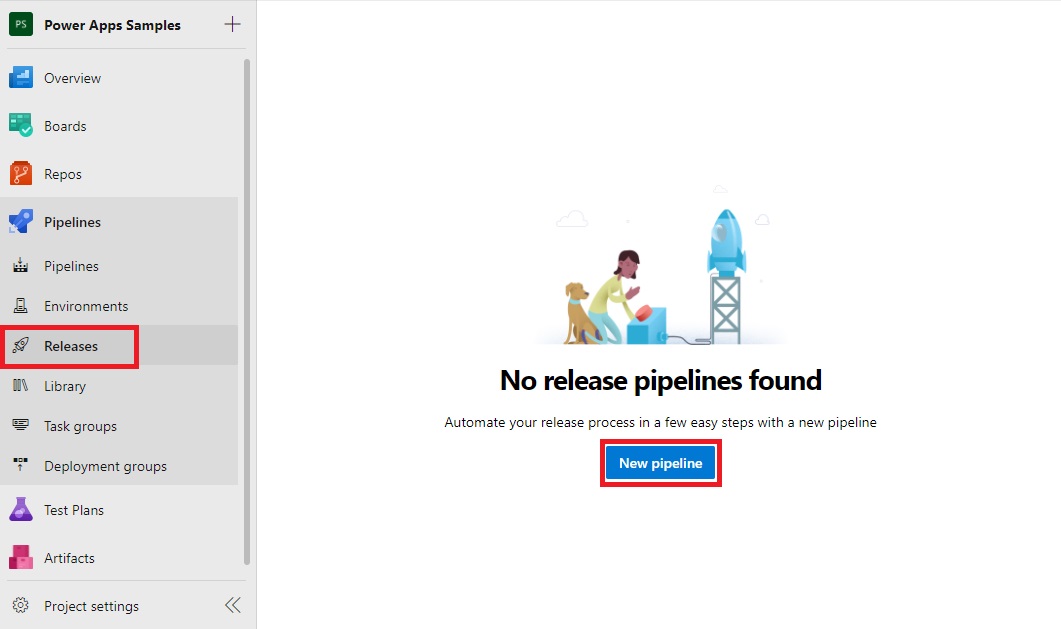 PS Power Apps Samples
Overview
Boards
Repos
Pipelines
Pipelines
Environments
Releases
Library
Task groups
Deployment groups
Test Plans
Artifacts
Project settings
No release pipelines found
Automate your release process in a few easy steps with a new pipeline
New pipeline